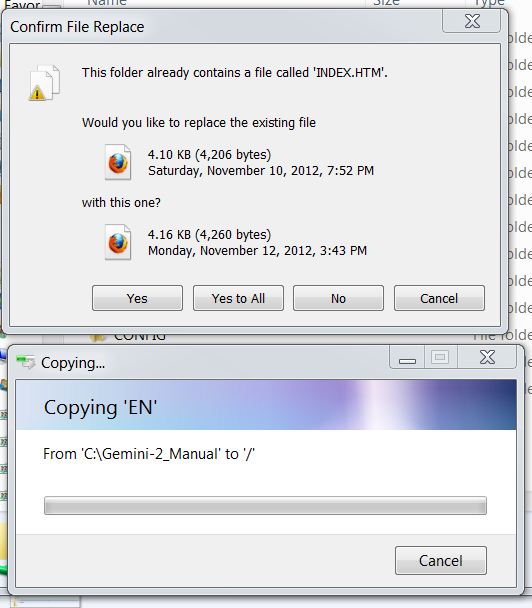 Favor
Name
Size
Type
Confirm File Replace
This folder already contains a file called 'INDEX.HTM'.
Would you like to replace the existing file
4.10 KB (4,206 bytes)
Saturday, November 10, 2012, 7:52 PM
with this one?
4.16 KB (4,260 bytes)
Monday, November 12, 2012, 3:43 PM
Yes
Yes to All
No
Cancel
CONFIG
File folde
Copying...
Copying 'EN'
From 'C:\Gemini-2_Manual' to '/'
Cancel